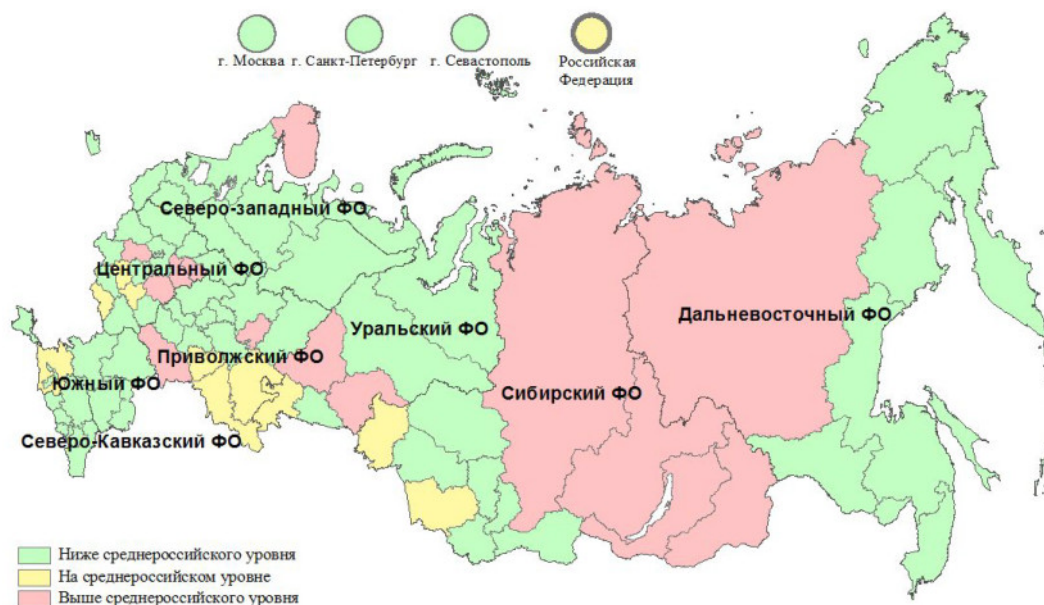 г. Москва г. Санкт-Петербург г. Севастополь Российская
Федерация
Северо-западный ФО
Центральный ФО
Дальневосточный ФО
Уральский ФО
Приволжский ФО
Южный ФО
Сибирский ФО
Северо-Кавказский ФО
Ниже среднероссийского уровня
На среднероссийском уровне
Выше среднероссийского уровня